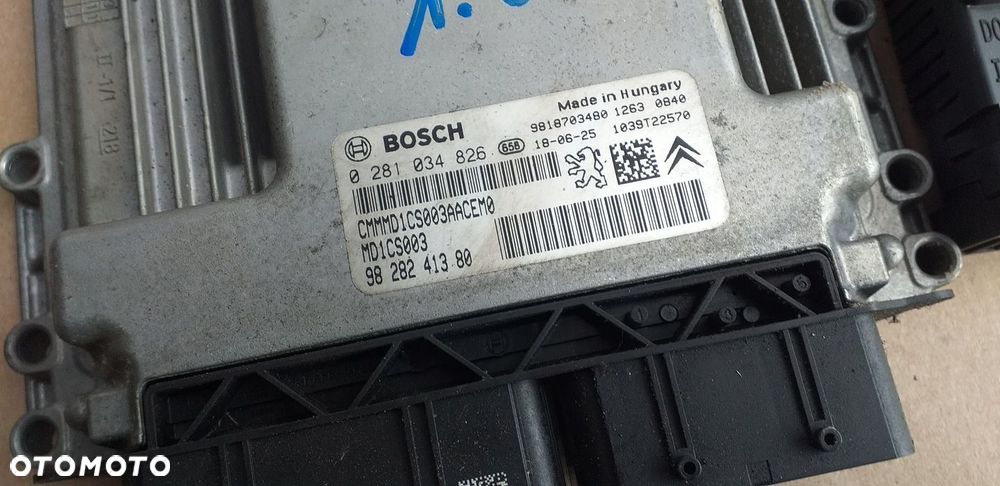 Made in Hungary
BOSCH 9818703480 1263 0840
0 281 034 826 658 18-06-25 1039T22570
CMMMD1CS003AACEM0
MD1CS003
98 282 413 80
OTOMOTO